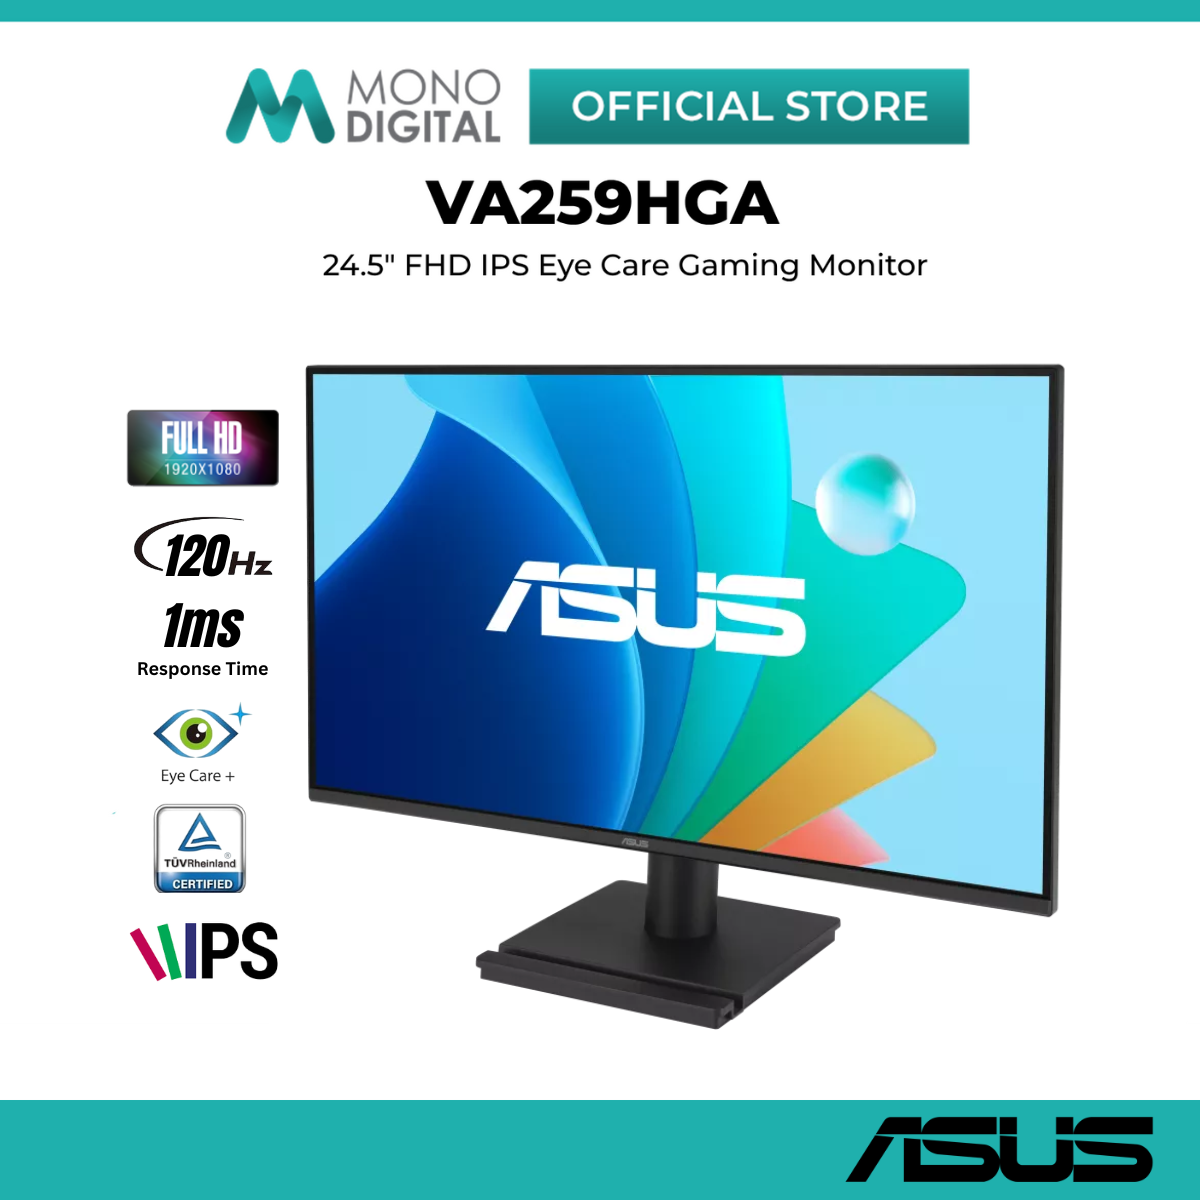 MONO
DIGITAL
OFFICIAL STORE
VA259HGA
24.5" FHD IPS Eye Care Gaming Monitor
FULL HD
1920X1080
120Hz
1ms
Response Time
Eye Care +
TÜVRheinland®
CERTIFIED
IPS
ASUS
ASUS
ASUS